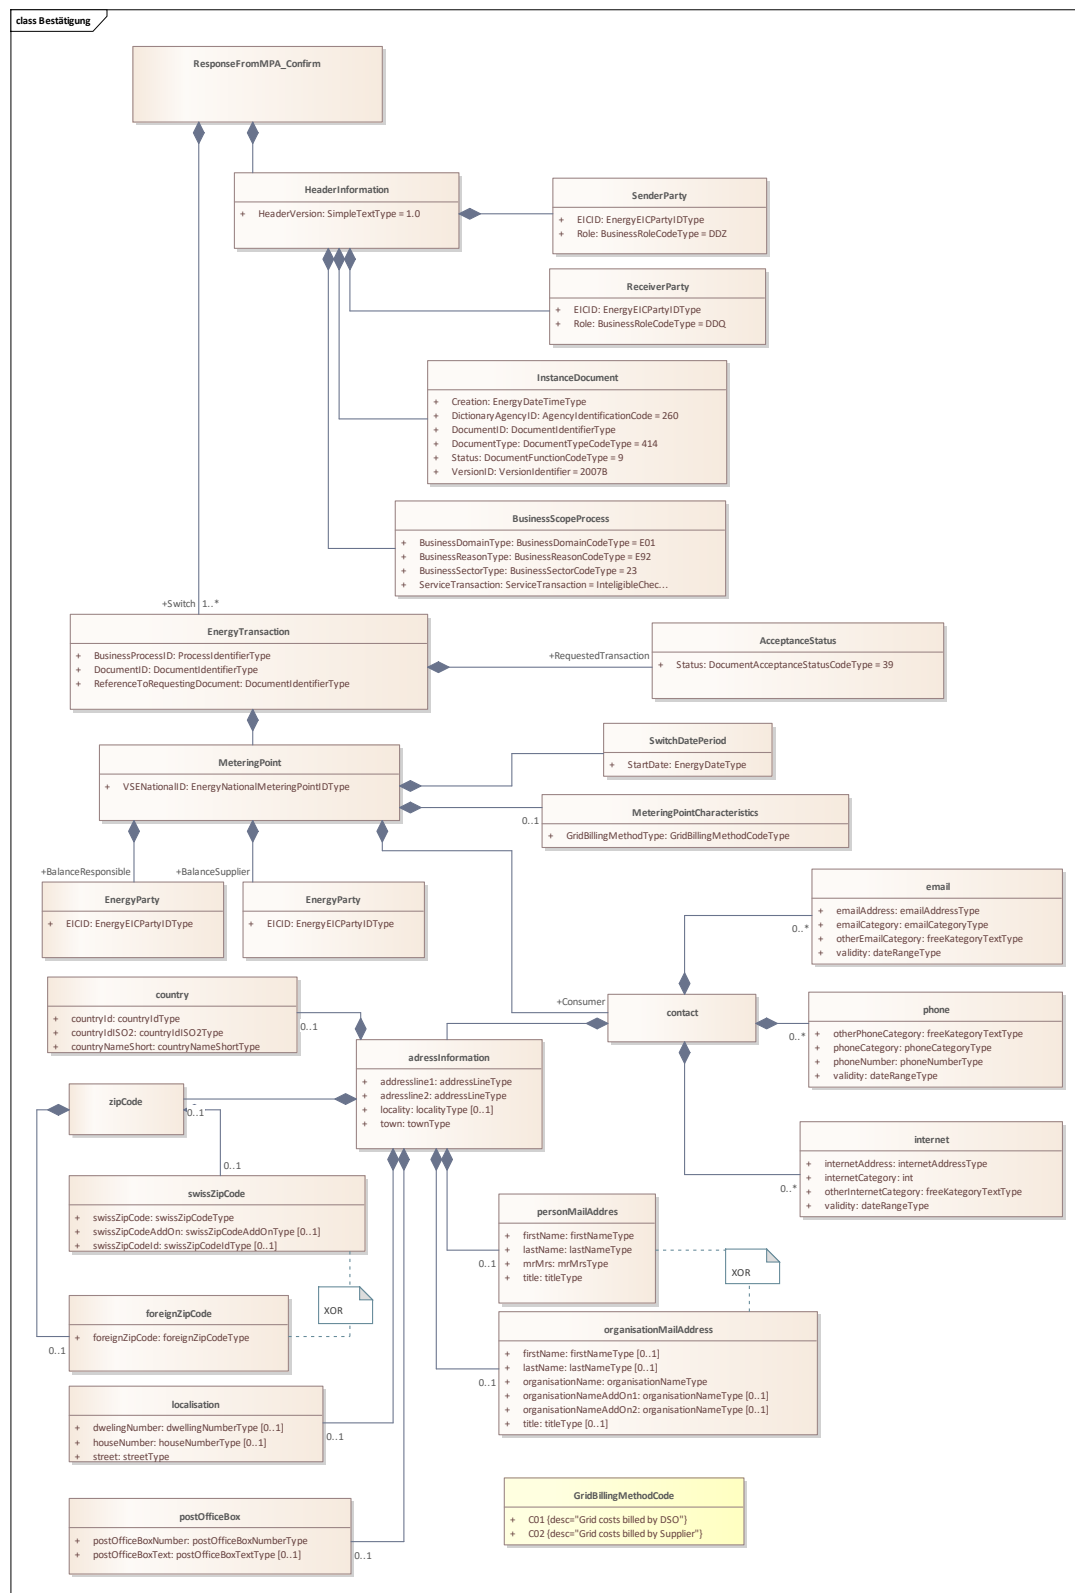 class Bestätigung
ResponseFromMPA_Confirm
HeaderInformation
+ HeaderVersion: SimpleTextType = 1.0
SenderParty
+ EICID: EnergyEICPartyIDType
+ Role: BusinessRoleCodeType = DDZ
ReceiverParty
+ EICID: EnergyEICPartyIDType
+ Role: BusinessRoleCodeType = DDQ
InstanceDocument
+ Creation: EnergyDateTimeType
+ DictionaryAgencyID: AgencyIdentificationCode = 260
+ DocumentID: DocumentIdentifierType
+ DocumentType: DocumentTypeCodeType = 414
+ Status: DocumentFunctionCodeType = 9
+ VersionID: VersionIdentifier = 2007B
BusinessScopeProcess
+ BusinessDomainType: BusinessDomainCodeType = E01
+ BusinessReasonType: BusinessReasonCodeType = E92
+ BusinessSectorType: BusinessSectorCodeType = 23
+ ServiceTransaction: ServiceTransaction = InteligibleChec...
+Switch 1..*
EnergyTransaction
+ BusinessProcessID: ProcessIdentifierType
+ DocumentID: DocumentIdentifierType
+ ReferenceToRequestingDocument: DocumentIdentifierType
+RequestedTransaction
AcceptanceStatus
+ Status: DocumentAcceptanceStatusCodeType = 39
MeteringPoint
+ VSENationalID: EnergyNationalMeteringPointIDType
SwitchDatePeriod
+ StartDate: EnergyDateType
MeteringPointCharacteristics
+ GridBillingMethodType: GridBillingMethodCodeType
0..1
+BalanceResponsible
+BalanceSupplier
EnergyParty
+ EICID: EnergyEICPartyIDType
EnergyParty
+ EICID: EnergyEICPartyIDType
email
+ emailAddress: emailAddressType
+ emailCategory: emailCategoryType
+ otherEmailCategory: freeKategoryTextType
+ validity: dateRangeType
0..*
country
+ countryId: countryIdType
+ countryIdISO2: countryIdISO2Type
+ countryNameShort: countryNameShortType
0..1
+Consumer
contact
phone
+ otherPhoneCategory: freeKategoryTextType
+ phoneCategory: phoneCategoryType
+ phoneNumber: phoneNumberType
+ validity: dateRangeType
0..*
adressInformation
+ addressline1: addressLineType
+ adressline2: addressLineType
+ locality: localityType [0..1]
+ town: townType
zipCode
0..1
0..1
internet
+ internetAddress: internetAddressType
+ internetCategory: int
+ otherInternetCategory: freeKategoryTextType
+ validity: dateRangeType
0..*
swissZipCode
+ swissZipCode: swissZipCodeType
+ swissZipCodeAddOn: swissZipCodeAddOnType [0..1]
+ swissZipCodeId: swissZipCodeIdType [0..1]
personMailAddres
+ firstName: firstNameType
+ lastName: lastNameType
+ mrMrs: mrMrsType
+ title: titleType
0..1
XOR
XOR
foreignZipCode
+ foreignZipCode: foreignZipCodeType
0..1
organisationMailAddress
+ firstName: firstNameType [0..1]
+ lastName: lastNameType [0..1]
+ organisationName: organisationNameType
+ organisationNameAddOn1: organisationNameType [0..1]
+ organisationNameAddOn2: organisationNameType [0..1]
+ title: titleType [0..1]
0..1
localisation
+ dwelingNumber: dwellingNumberType [0..1]
+ houseNumber: houseNumberType [0..1]
+ street: streetType
0..1
postOfficeBox
+ postOfficeBoxNumber: postOfficeBoxNumberType
+ postOfficeBoxText: postOfficeBoxTextType [0..1]
0..1
GridBillingMethodCode
+ C01 {desc="Grid costs billed by DSO"}
+ C02 {desc="Grid costs billed by Supplier"}